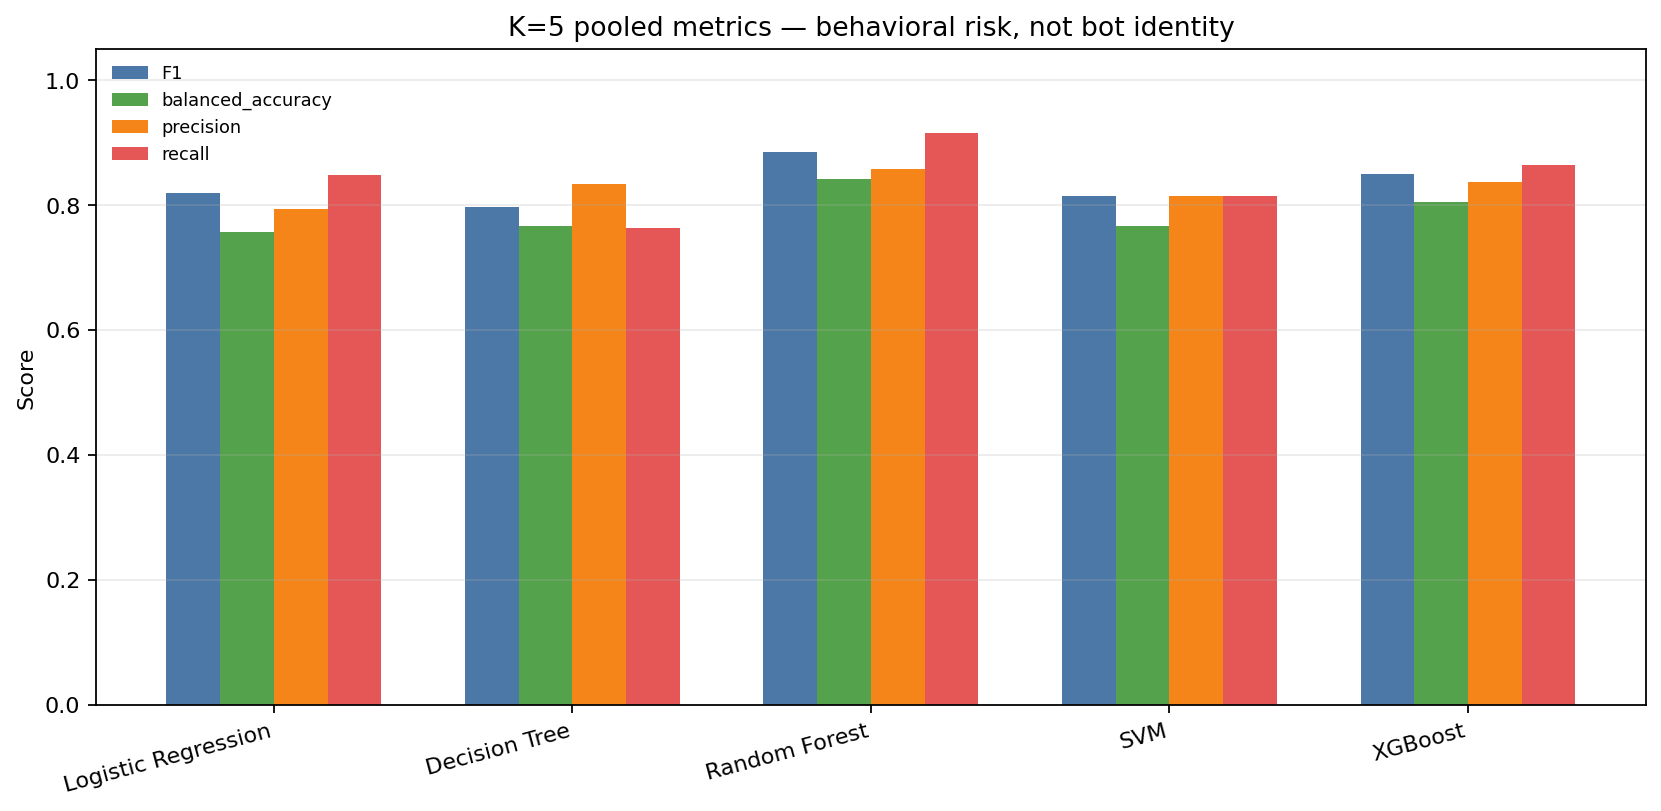 K=5 pooled metrics — behavioral risk, not bot identity
F1
balanced_accuracy
precision
recall
Score
1.0
0.8
0.6
0.4
0.2
0.0
Logistic Regression
Decision Tree
Random Forest
SVM
XGBoost